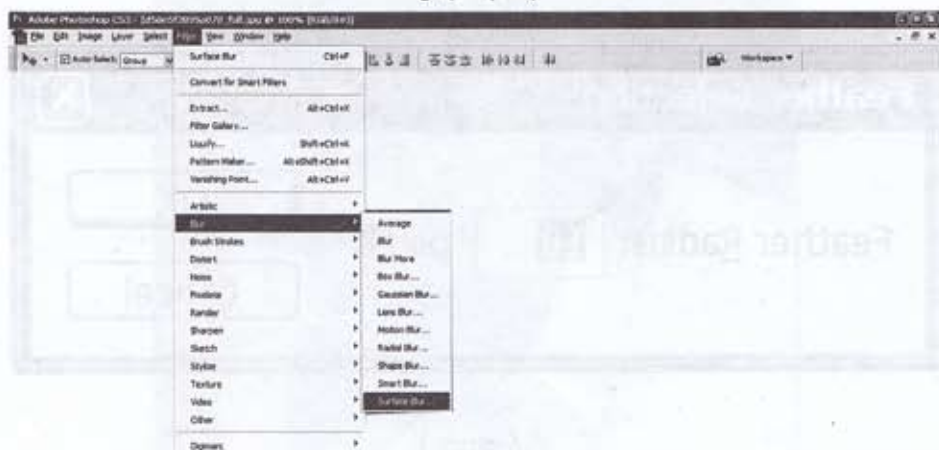 Adobe Photoshop CS3 -
@ 100% (RGB/8#)
File Edit Image Layer Select Filter View Window Help
Auto Select: Group
Workspace
Surface Blur Ctrl+F
Convert for Smart Filters
Extract... Alt+Ctrl+X
Filter Gallery...
Liquify... Shift+Ctrl+X
Pattern Maker... Alt+Shift+Ctrl+X
Vanishing Point... Alt+Ctrl+V
Artistic
Blur
Brush Strokes
Distort
Noise
Pixelate
Render
Sharpen
Sketch
Stylize
Texture
Video
Other
Digimarc
Average
Blur
Blur More
Box Blur...
Gaussian Blur...
Lens Blur...
Motion Blur...
Radial Blur...
Shape Blur...
Smart Blur...
Surface Blur...
Feather Radius:
Cancel